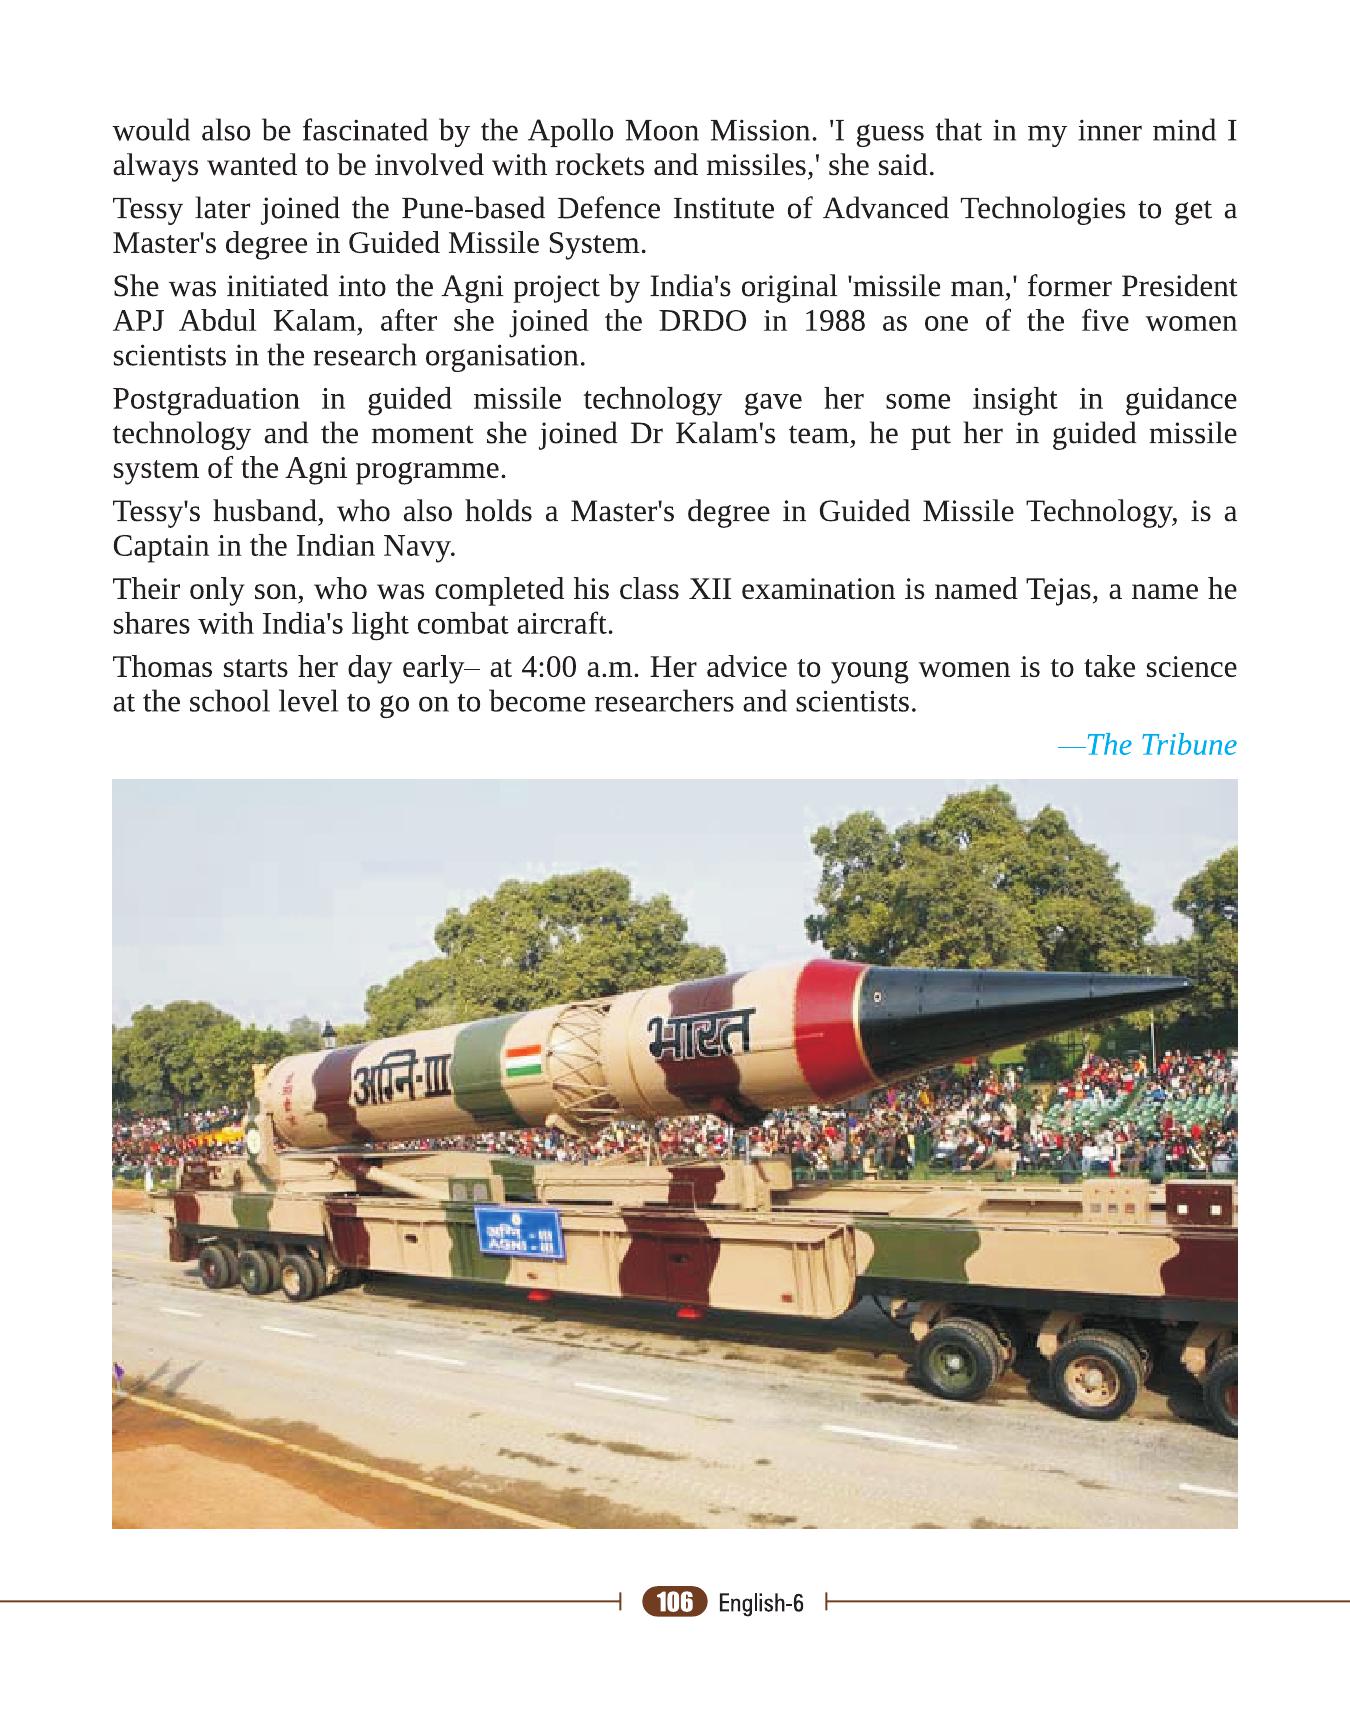 would also be fascinated by the Apollo Moon Mission. 'I guess that in my inner mind I
always wanted to be involved with rockets and missiles,' she said.
Tessy later joined the Pune-based Defence Institute of Advanced Technologies to get a
Master's degree in Guided Missile System.
She was initiated into the Agni project by India's original 'missile man,' former President
APJ Abdul Kalam, after she joined the DRDO in 1988 as one of the five women
scientists in the research organisation.
Postgraduation in guided missile technology gave her some insight in guidance
technology and the moment she joined Dr Kalam's team, he put her in guided missile
system of the Agni programme.
Tessy's husband, who also holds a Master's degree in Guided Missile Technology, is a
Captain in the Indian Navy.
Their only son, who was completed his class XII examination is named Tejas, a name he
shares with India's light combat aircraft.
Thomas starts her day early– at 4:00 a.m. Her advice to young women is to take science
at the school level to go on to become researchers and scientists.
—The Tribune
भारत
अग्नि-III
अग्नि - III
AGNI - III
106 English-6